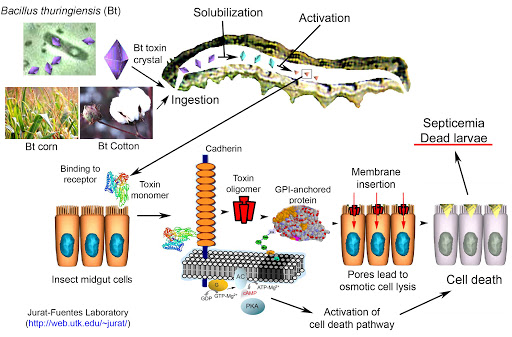 Bacillus thuringiensis (Bt)
Solubilization
Activation
Bt toxin
crystal
Ingestion
Bt corn
Bt Cotton
Septicemia
Dead larvae
Binding to
receptor
Toxin
monomer
Cadherin
Toxin
oligomer
GPI-anchored
protein
Membrane
insertion
Insect midgut cells
AC
G
GDP
GTP-Mg²⁺
ATP-Mg²⁺
cAMP
PKA
Pores lead to
osmotic cell lysis
Cell death
Activation of
cell death pathway
Jurat-Fuentes Laboratory
(http://web.utk.edu/~jurat/)